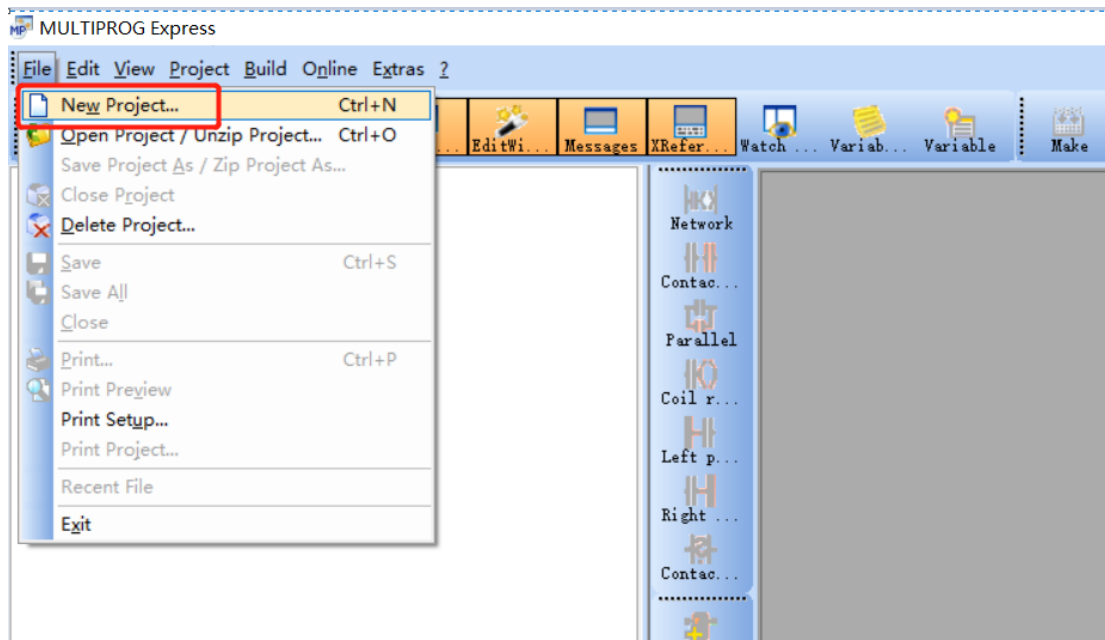 MULTIPROG Express
File Edit View Project Build Online Extras ?
New Project... Ctrl+N
Open Project / Unzip Project... Ctrl+O
Save Project As / Zip Project As...
Close Project
Delete Project...
Save Ctrl+S
Save All
Close
Print... Ctrl+P
Print Preview
Print Setup...
Print Project...
Recent File
Exit
... EditWi... Messages XRefer... Watch ... Variab... Variable Make
Network
Contac...
Parallel
Coil r...
Left p...
Right ...
Contac...